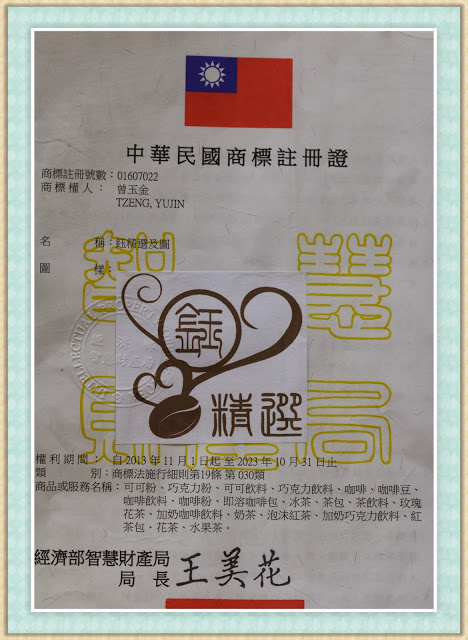 中華民國商標註冊證
商標註冊號數：01607022
商標權人：曾玉金
TZENG, YUJIN
名稱：鈺精選及圖
圖樣：
鈺
精選
智慧
財產局
權利期間：自2013年11月1日起至2023年10月31日止
類別：商標法施行細則第19條 第030類
商品或服務名稱：可可粉、巧克力粉、可可飲料、巧克力飲料、咖啡、咖啡豆、
咖啡飲料、咖啡粉、即溶咖啡包、冰茶、茶包、茶飲料、玫瑰
花茶、加奶咖啡飲料、奶茶、泡沫紅茶、加奶巧克力飲料、紅
茶包、花茶、水果茶。
經濟部智慧財產局
局長 王美花